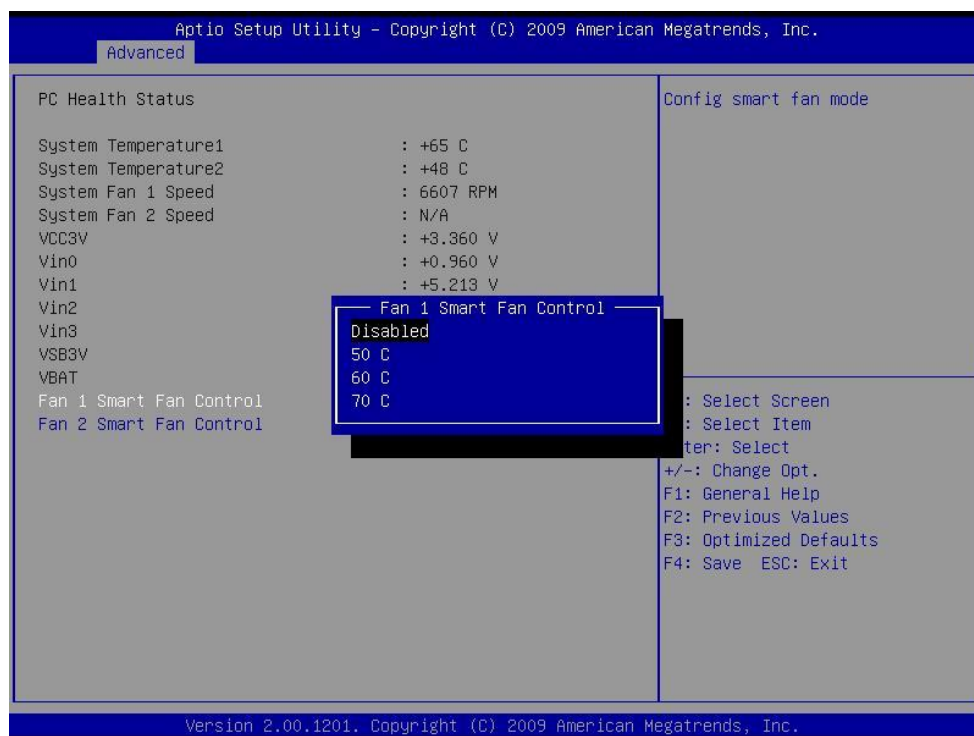 Aptio Setup Utility – Copyright (C) 2009 American Megatrends, Inc.
Advanced
PC Health Status
System Temperature1 : +65 C
System Temperature2 : +48 C
System Fan 1 Speed : 6607 RPM
System Fan 2 Speed : N/A
VCC3V : +3.360 V
Vin0 : +0.960 V
Vin1 : +5.213 V
Vin2
Vin3
VSB3V
VBAT
Fan 1 Smart Fan Control
Fan 2 Smart Fan Control
Fan 1 Smart Fan Control
Disabled
50 C
60 C
70 C
Config smart fan mode
: Select Screen
: Select Item
ter: Select
+/-: Change Opt.
F1: General Help
F2: Previous Values
F3: Optimized Defaults
F4: Save ESC: Exit
Version 2.00.1201. Copyright (C) 2009 American Megatrends, Inc.